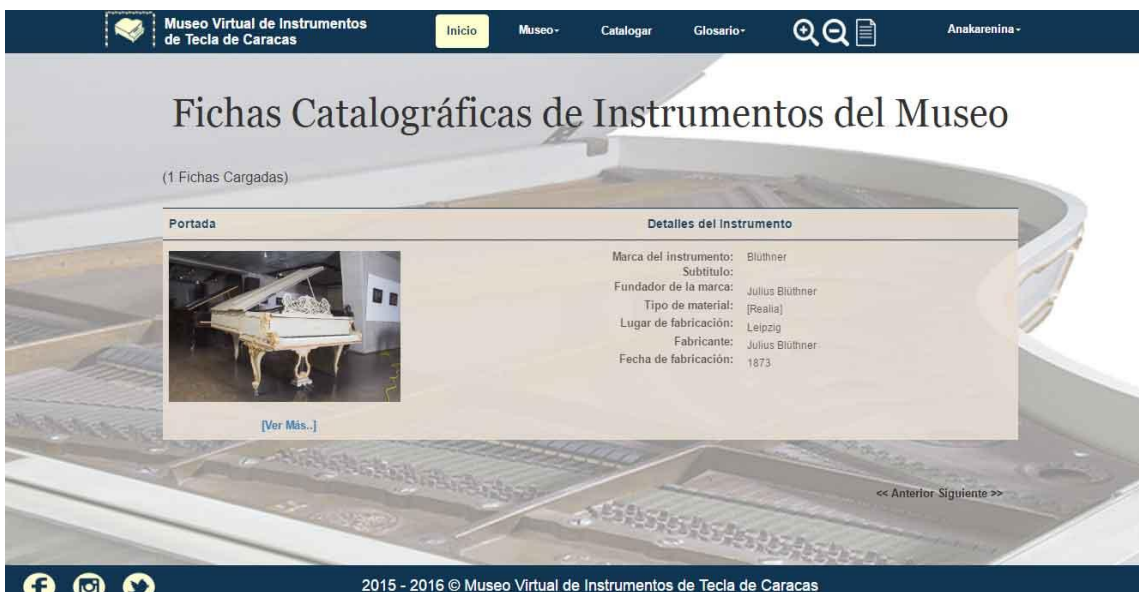 Museo Virtual de Instrumentos
de Tecla de Caracas
Inicio
Museo
Catalogar
Glosario
Anakarenina
Fichas Catalográficas de Instrumentos del Museo
(1 Fichas Cargadas)
Portada
Detalles del Instrumento
Marca del instrumento: Blüthner
Subtitulo:
Fundador de la marca: Julius Blüthner
Tipo de material: [Realia]
Lugar de fabricación: Leipzig
Fabricante: Julius Blüthner
Fecha de fabricación: 1873
[Ver Más..]
<< Anterior Siguiente >>
2015 - 2016 © Museo Virtual de Instrumentos de Tecla de Caracas